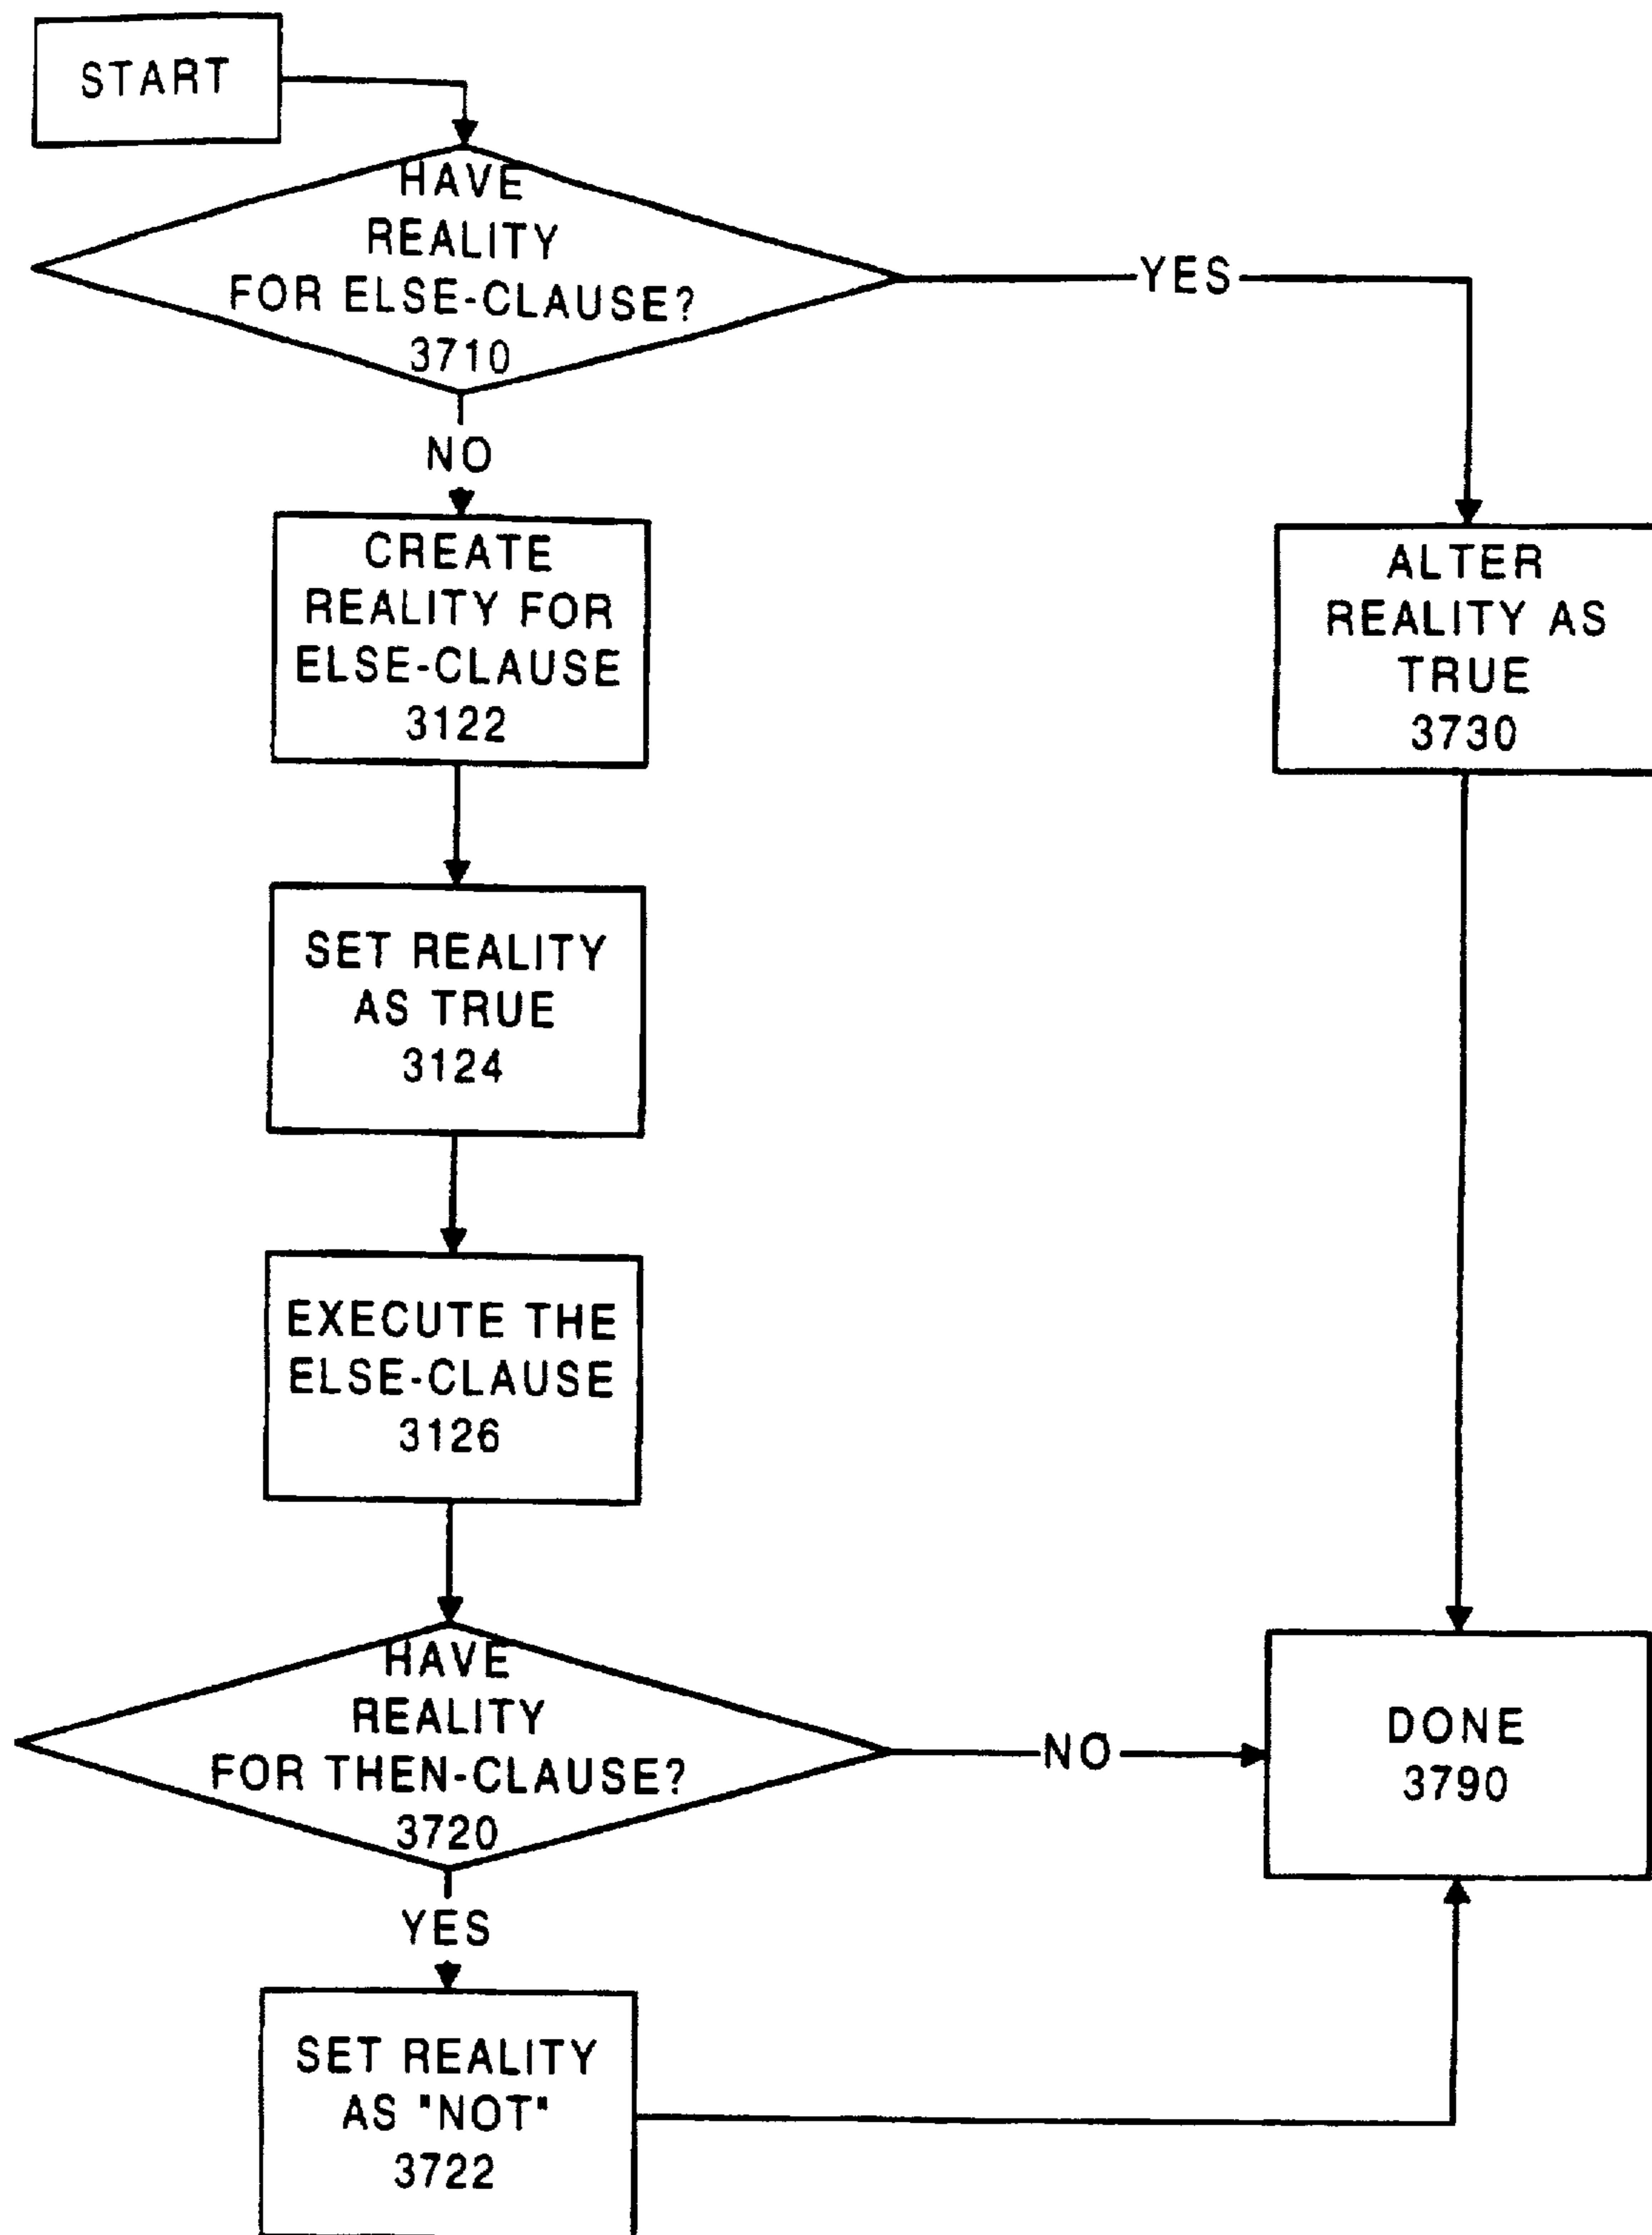 START
HAVE
REALITY
FOR ELSE-CLAUSE?
3710
YES
NO
CREATE
REALITY FOR
ELSE-CLAUSE
3122
ALTER
REALITY AS
TRUE
3730
SET REALITY
AS TRUE
3124
EXECUTE THE
ELSE-CLAUSE
3126
HAVE
REALITY
FOR THEN-CLAUSE?
3720
NO
DONE
3790
YES
SET REALITY
AS "NOT"
3722